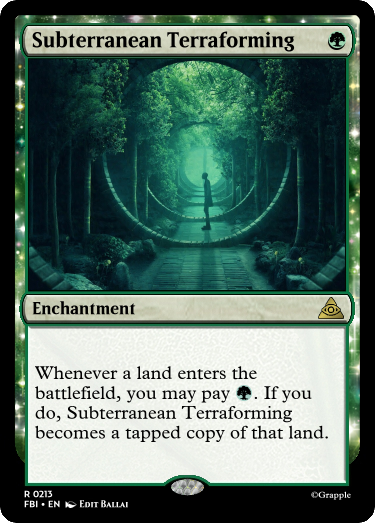 Subterranean Terraforming
Enchantment
Whenever a land enters the
battlefield, you may pay . If you
do, Subterranean Terraforming
becomes a tapped copy of that land.
R 0213
FBI • EN Edit Ballai
©Grapple